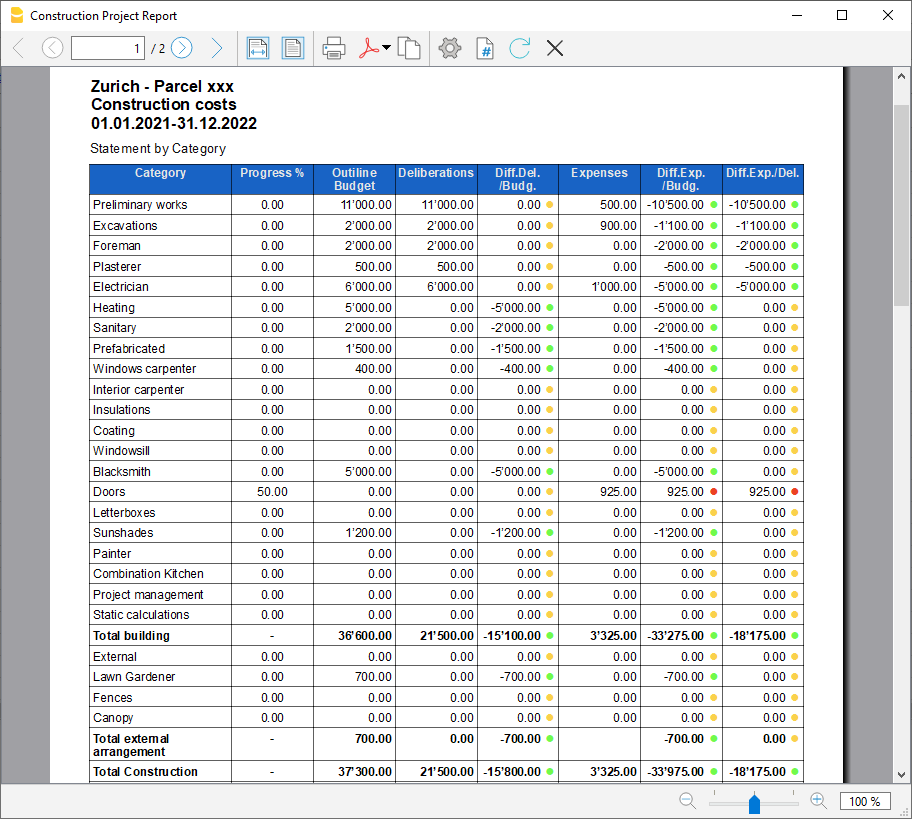 Construction Project Report
1 / 2
#
Zurich - Parcel xxx
Construction costs
01.01.2021-31.12.2022
Statement by Category
Category Progress % Outiline Budget Deliberations Diff.Del. /Budg. Expenses Diff.Exp. /Budg. Diff.Exp./Del.
Preliminary works 0.00 11'000.00 11'000.00 0.00 500.00 -10'500.00 -10'500.00
Excavations 0.00 2'000.00 2'000.00 0.00 900.00 -1'100.00 -1'100.00
Foreman 0.00 2'000.00 2'000.00 0.00 0.00 -2'000.00 -2'000.00
Plasterer 0.00 500.00 500.00 0.00 0.00 -500.00 -500.00
Electrician 0.00 6'000.00 6'000.00 0.00 1'000.00 -5'000.00 -5'000.00
Heating 0.00 5'000.00 0.00 -5'000.00 0.00 -5'000.00 0.00
Sanitary 0.00 2'000.00 0.00 -2'000.00 0.00 -2'000.00 0.00
Prefabricated 0.00 1'500.00 0.00 -1'500.00 0.00 -1'500.00 0.00
Windows carpenter 0.00 400.00 0.00 -400.00 0.00 -400.00 0.00
Interior carpenter 0.00 0.00 0.00 0.00 0.00 0.00 0.00
Insulations 0.00 0.00 0.00 0.00 0.00 0.00 0.00
Coating 0.00 0.00 0.00 0.00 0.00 0.00 0.00
Windowsill 0.00 0.00 0.00 0.00 0.00 0.00 0.00
Blacksmith 0.00 5'000.00 0.00 -5'000.00 0.00 -5'000.00 0.00
Doors 50.00 0.00 0.00 0.00 925.00 925.00 925.00
Letterboxes 0.00 0.00 0.00 0.00 0.00 0.00 0.00
Sunshades 0.00 1'200.00 0.00 -1'200.00 0.00 -1'200.00 0.00
Painter 0.00 0.00 0.00 0.00 0.00 0.00 0.00
Combination Kitchen 0.00 0.00 0.00 0.00 0.00 0.00 0.00
Project management 0.00 0.00 0.00 0.00 0.00 0.00 0.00
Static calculations 0.00 0.00 0.00 0.00 0.00 0.00 0.00
Total building - 36'600.00 21'500.00 -15'100.00 3'325.00 -33'275.00 -18'175.00
External 0.00 0.00 0.00 0.00 0.00 0.00 0.00
Lawn Gardener 0.00 700.00 0.00 -700.00 0.00 -700.00 0.00
Fences 0.00 0.00 0.00 0.00 0.00 0.00 0.00
Canopy 0.00 0.00 0.00 0.00 0.00 0.00 0.00
Total external arrangement - 700.00 0.00 -700.00 -700.00 0.00
Total Construction - 37'300.00 21'500.00 -15'800.00 3'325.00 -33'975.00 -18'175.00
100 %